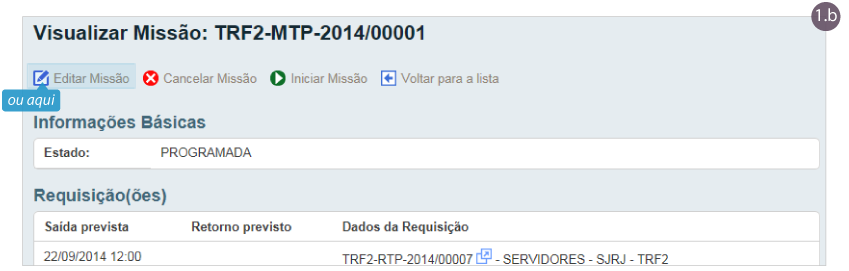 1.b
Visualizar Missão: TRF2-MTP-2014/00001
Editar Missão Cancelar Missão Iniciar Missão Voltar para a lista
ou aqui
Informações Básicas
Estado: PROGRAMADA
Requisição(ões)
Saída prevista Retorno previsto Dados da Requisição
22/09/2014 12:00 TRF2-RTP-2014/00007 - SERVIDORES - SJRJ - TRF2